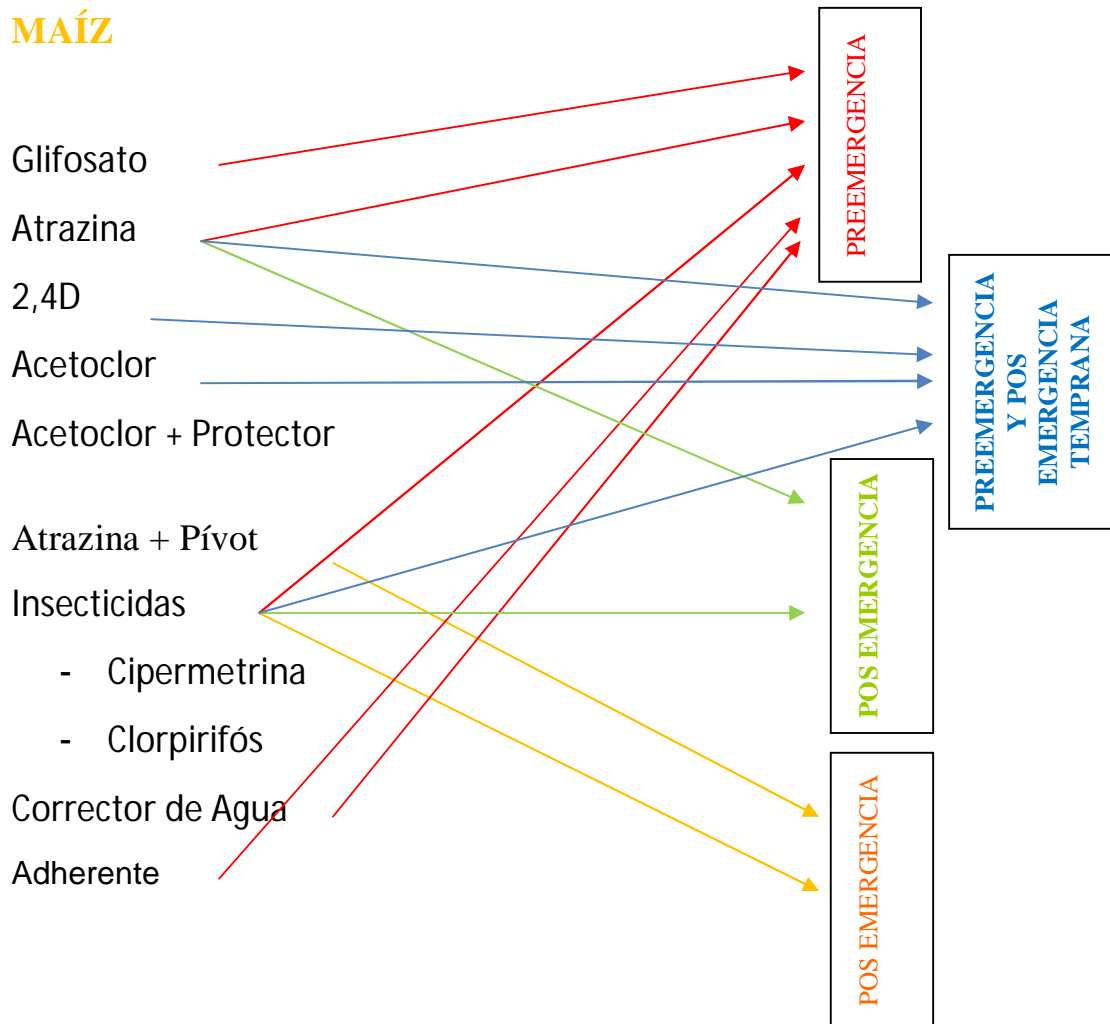 MAÍZ
Glifosato
Atrazina
2,4D
Acetoclor
Acetoclor + Protector
Atrazina + Pívot
Insecticidas
- Cipermetrina
- Clorpirifós
Corrector de Agua
Adherente
PREEMERGENCIA
PREEMERGENCIA
Y POS
EMERGENCIA
TEMPRANA
POS EMERGENCIA
POS EMERGENCIA